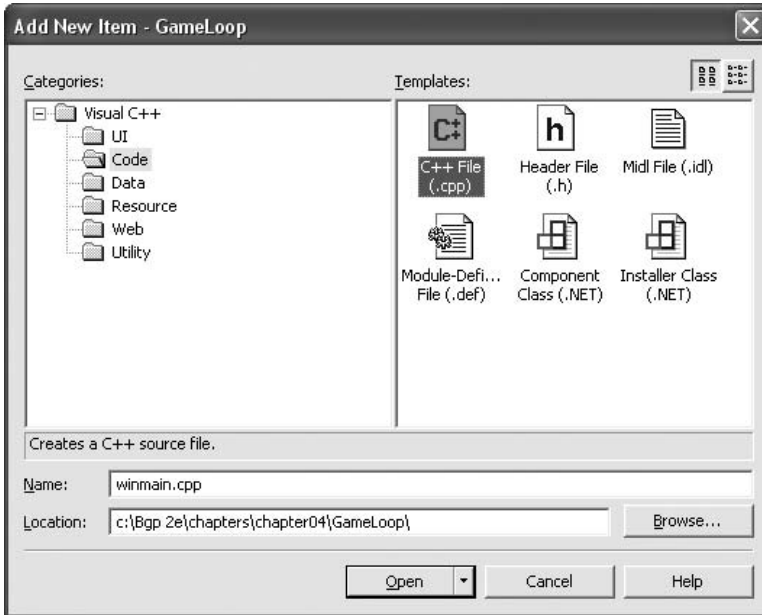 Add New Item - GameLoop
Categories:
Templates:
Visual C++
UI
Code
Data
Resource
Web
Utility
C++ File
(.cpp)
Header File
(.h)
Midl File (.idl)
Module-Defi...
File (.def)
Component
Class (.NET)
Installer Class
(.NET)
Creates a C++ source file.
Name:
winmain.cpp
Location:
c:\Bgp 2e\chapters\chapter04\GameLoop\
Browse...
Open
Cancel
Help